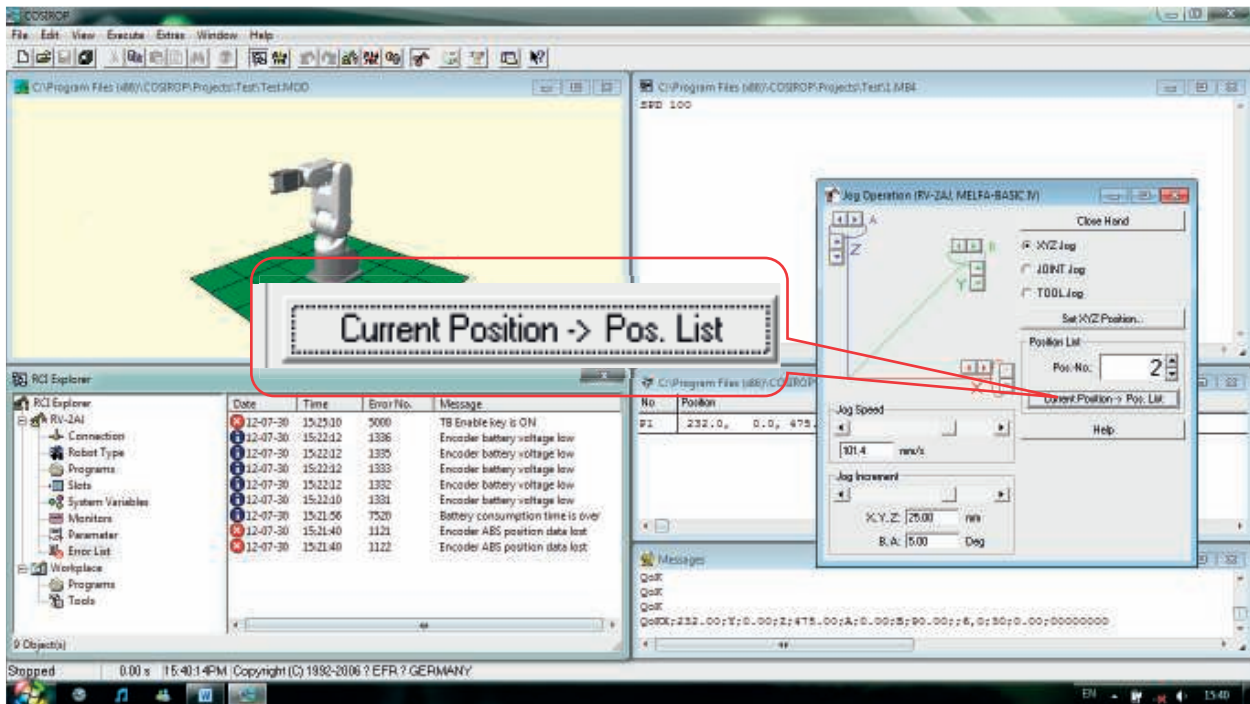 COSIROP
File Edit View Execute Extras Window Help
C:\Program Files (x86)\COSIROP\Projects\Test\Test.MOD
C:\Program Files (x86)\COSIROP\Projects\Test\1.MB4
SPD 100
Jog Operation (RV-2AJ, MELFA-BASIC IV)
A
Z
B
Y
X
Close Hand
XYZ Jog
JOINT Jog
TOOL Jog
Set XYZ Position...
Position List
Pos.-No.: 2
Current Position -> Pos. List
Help
Jog Speed
101.4 mm/s
Jog Increment
X,Y,Z: 25.00 mm
B, A: 5.00 Deg
Current Position -> Pos. List
C:\Program Files (x86)\COSIROP
No Position
P1 232.0, 0.0, 475.
RCI Explorer
RCI Explorer
RV-2AJ
Connection
Robot Type
Programs
Slots
System Variables
Monitors
Parameter
Error List
Workplace
Programs
Tools
Date Time Error No. Message
12-07-30 15:25:10 5000 TB Enable key is ON
12-07-30 15:22:12 1336 Encoder battery voltage low
12-07-30 15:22:12 1335 Encoder battery voltage low
12-07-30 15:22:12 1333 Encoder battery voltage low
12-07-30 15:22:12 1332 Encoder battery voltage low
12-07-30 15:22:10 1331 Encoder battery voltage low
12-07-30 15:21:56 7520 Battery consumption time is over
12-07-30 15:21:40 1121 Encoder ABS position data lost
12-07-30 15:21:40 1122 Encoder ABS position data lost
9 Object(s)
Messages
QoK
QoK
QoK
QoKX;232.00;Y;0.00;Z;475.00;A;0.00;B;90.00;;6,0;50;0.00;00000000
Stopped 0.00 s 15:40:14PM Copyright (C) 1992-2006 ? EFR ? GERMANY
EN 15:40